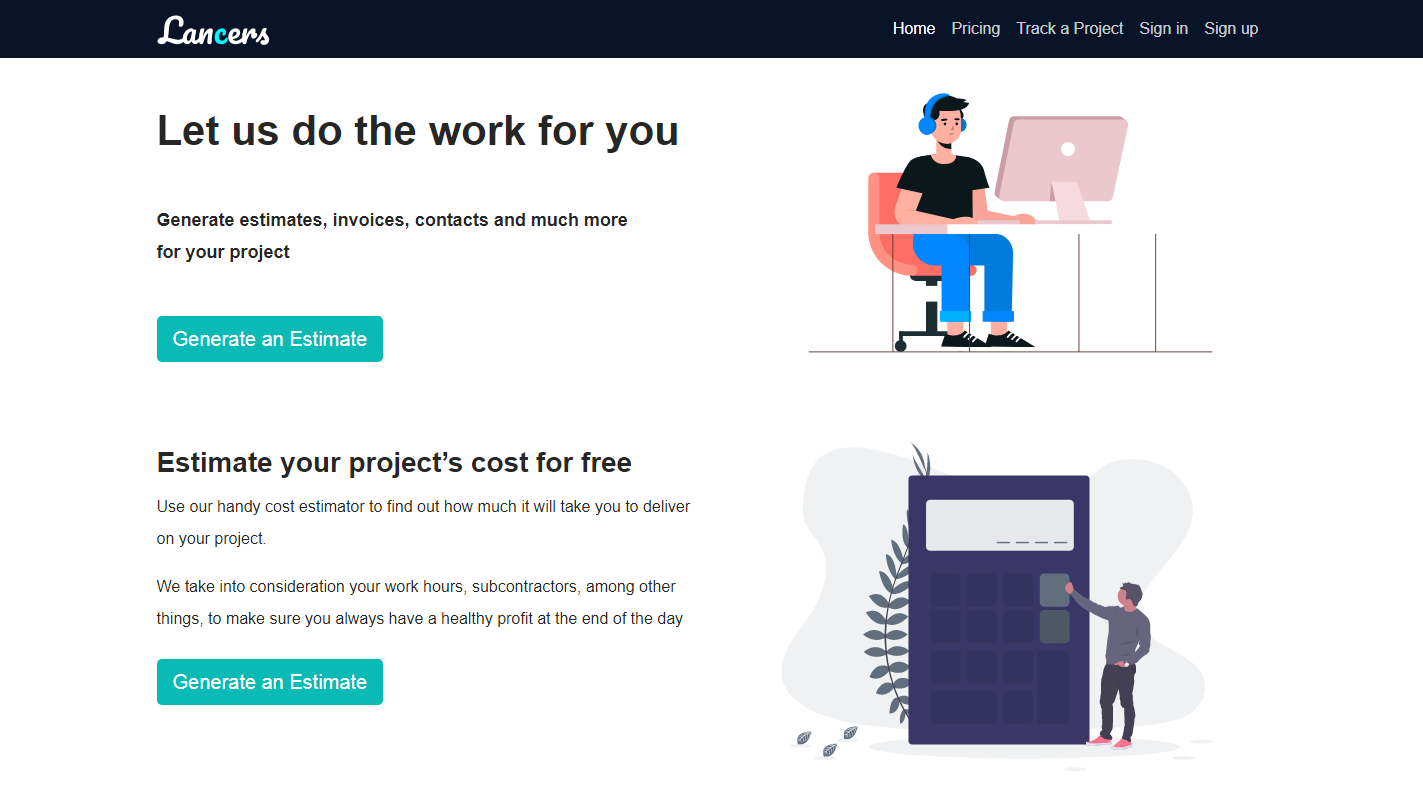 Lancers
Home Pricing Track a Project Sign in Sign up
Let us do the work for you
Generate estimates, invoices, contacts and much more
for your project
Generate an Estimate
Estimate your project’s cost for free
Use our handy cost estimator to find out how much it will take you to deliver
on your project.
We take into consideration your work hours, subcontractors, among other
things, to make sure you always have a healthy profit at the end of the day
Generate an Estimate